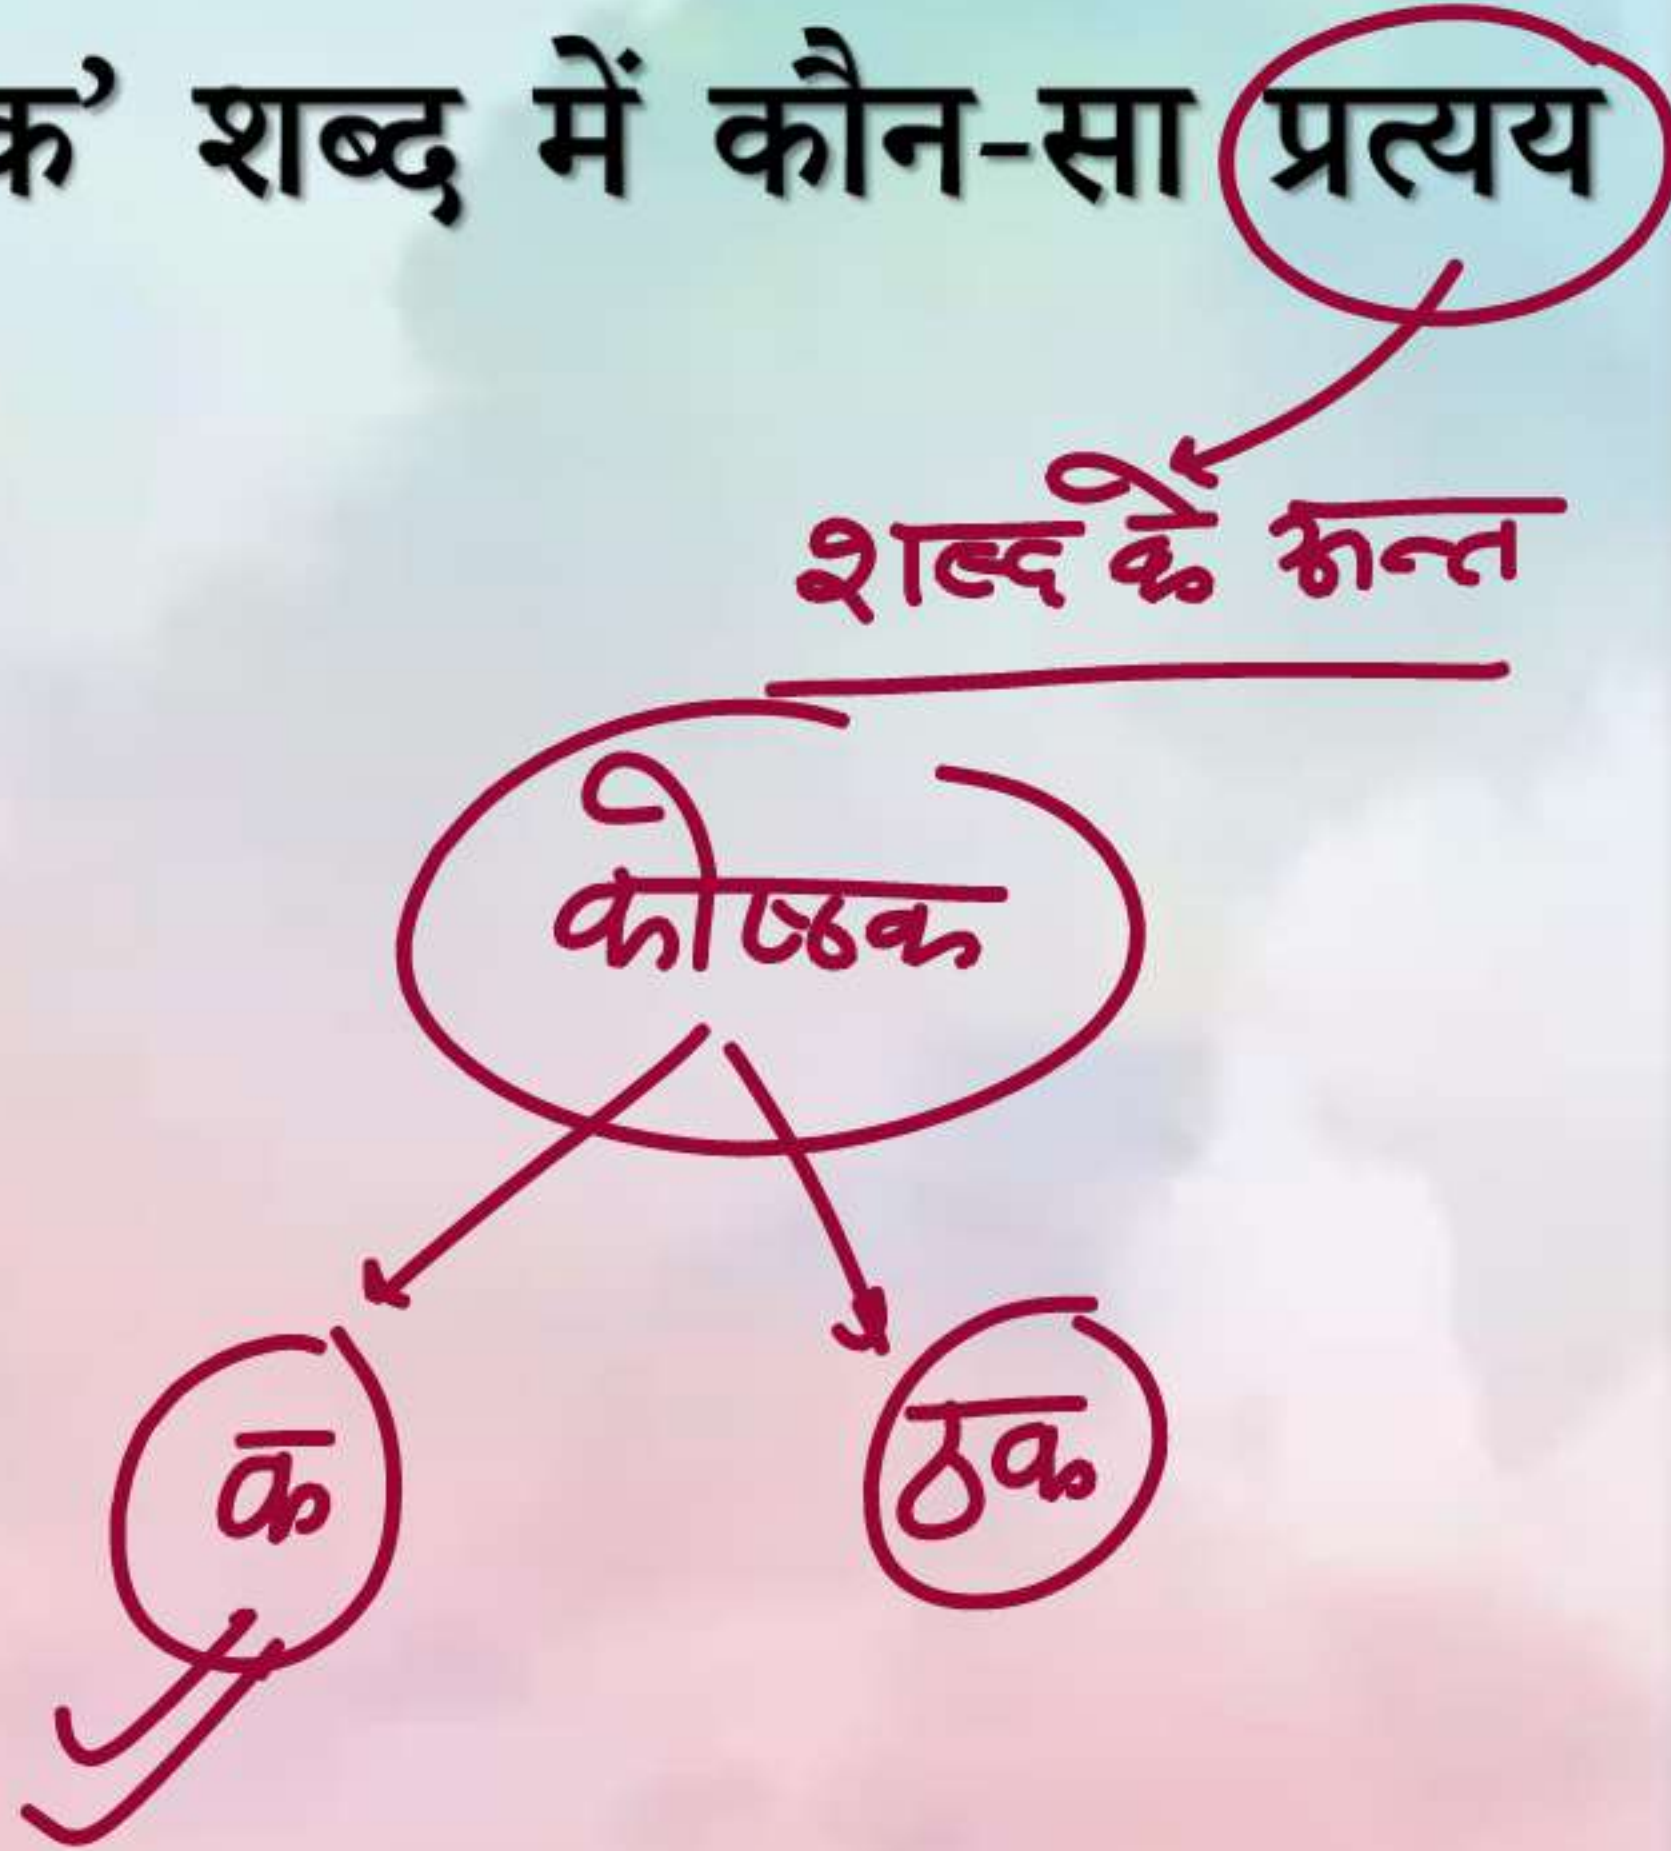 क’ शब्द में कौन-सा प्रत्यय
शब्द के अन्त
कोष्ठक
क ठक